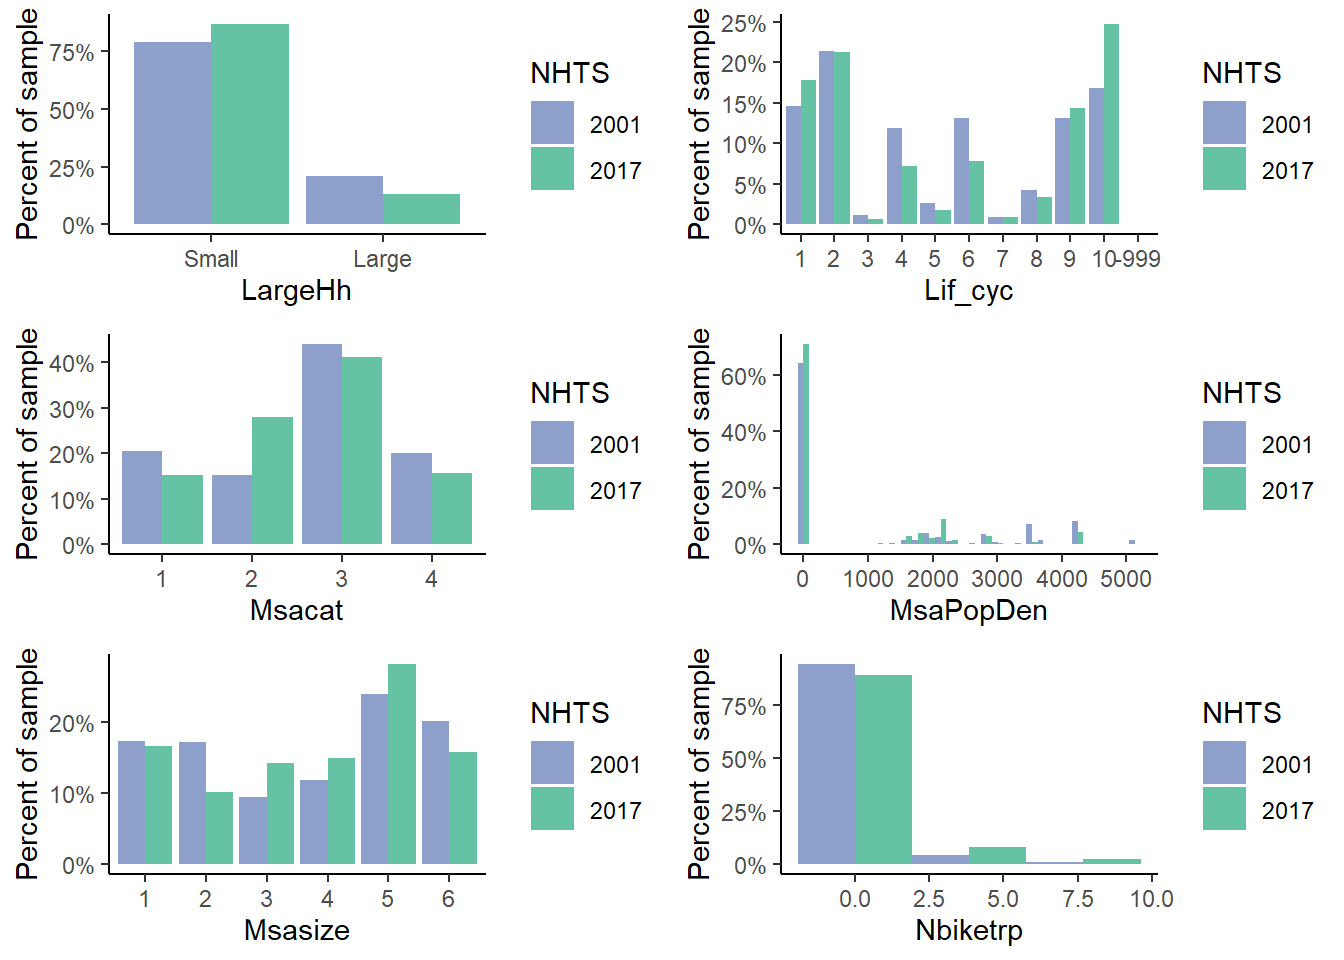 Percent of sample
75%
50%
25%
0%
Small Large
LargeHh
NHTS
2001
2017
Percent of sample
25%
20%
15%
10%
5%
0%
1 2 3 4 5 6 7 8 9 10 -999
Lif_cyc
NHTS
2001
2017
Percent of sample
40%
30%
20%
10%
0%
1 2 3 4
Msacat
NHTS
2001
2017
Percent of sample
60%
40%
20%
0%
0 1000 2000 3000 4000 5000
MsaPopDen
NHTS
2001
2017
Percent of sample
20%
10%
0%
1 2 3 4 5 6
Msasize
NHTS
2001
2017
Percent of sample
75%
50%
25%
0%
0.0 2.5 5.0 7.5 10.0
Nbiketrp
NHTS
2001
2017